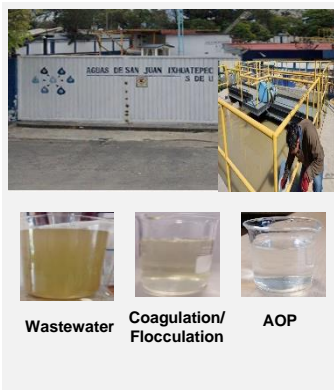 AGUAS DE SAN JUAN IXHUATEPEC
S DE
Wastewater
Coagulation/
Flocculation
AOP